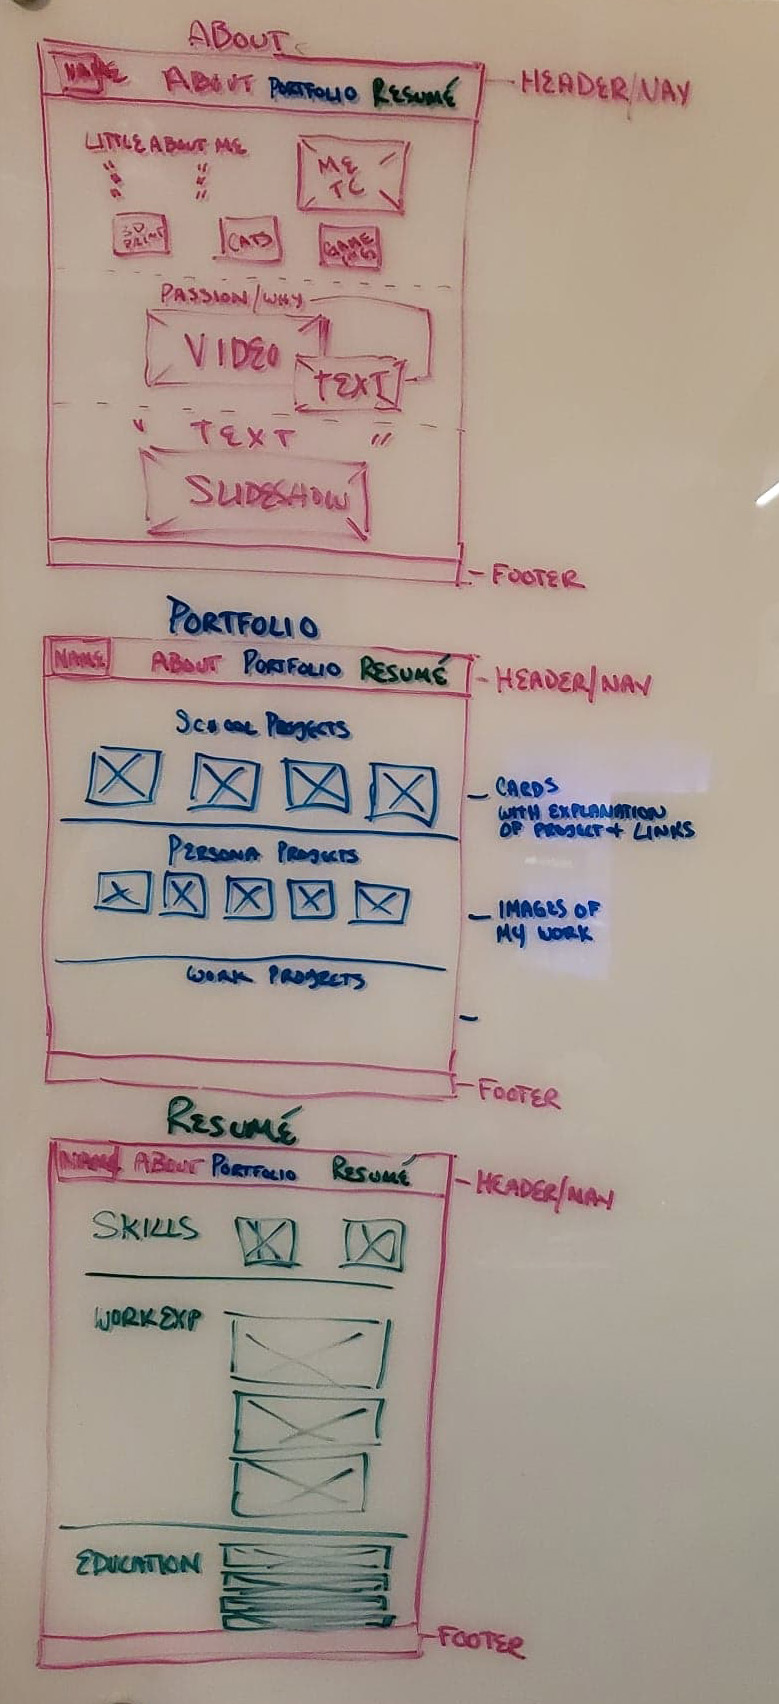 ABOUT
NAME ABOUT PORTFOLIO RESUMÉ
HEADER/NAV
LITTLE ABOUT ME
ME
TC
3D
PRINT
CATS
GAME
PASSION/WHY
VIDEO
TEXT
TEXT
SLIDESHOW
FOOTER
PORTFOLIO
NAME ABOUT PORTFOLIO RESUMÉ
HEADER/NAV
SCHOOL PROJECTS
CARDS
WITH EXPLANATION
OF PROJECT + LINKS
PERSONA PROJECTS
IMAGES OF
MY WORK
WORK PROJECTS
FOOTER
RESUMÉ
NAME ABOUT PORTFOLIO RESUMÉ
HEADER/NAV
SKILLS
WORK EXP
EDUCATION
FOOTER